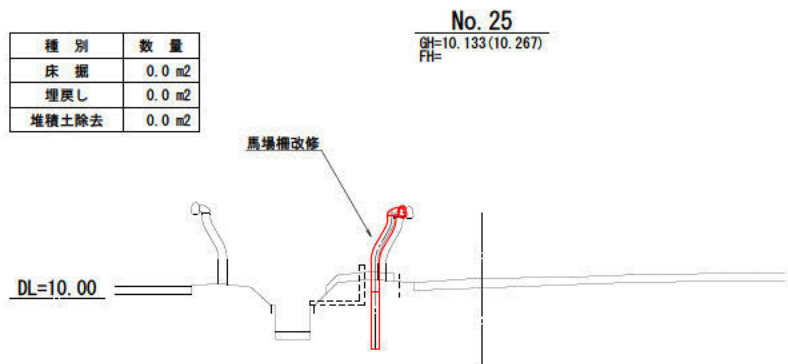 No. 25
GH=10.133(10.267)
FH=
種 別 数 量
床 掘 0.0 m2
埋戻し 0.0 m2
堆積土除去 0.0 m2
馬場柵改修
DL=10.00